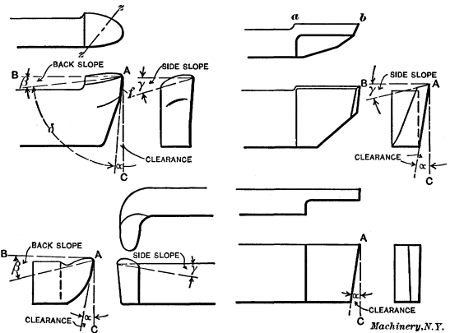 z
z
BACK SLOPE
A
B
β
γ
SIDE SLOPE
f
δ
CLEARANCE
α
C
a
b
SIDE SLOPE
A
B
γ
CLEARANCE
α
C
BACK SLOPE
B
A
β
SIDE SLOPE
γ
CLEARANCE
α
C
A
α
CLEARANCE
C
Machinery, N.Y.